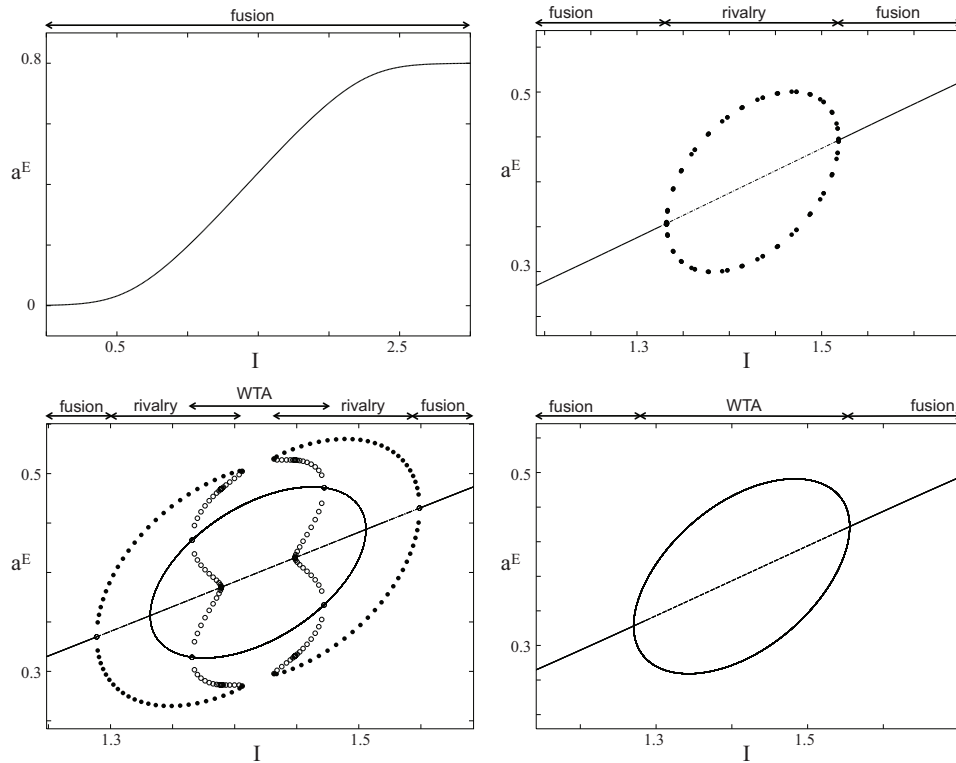 fusion
0.8
a^E
0
0.5
2.5
I
fusion rivalry fusion
0.5
a^E
0.3
1.3
1.5
I
WTA
fusion rivalry rivalry fusion
0.5
a^E
0.3
1.3
1.5
I
fusion WTA fusion
0.5
a^E
0.3
1.3
1.5
I